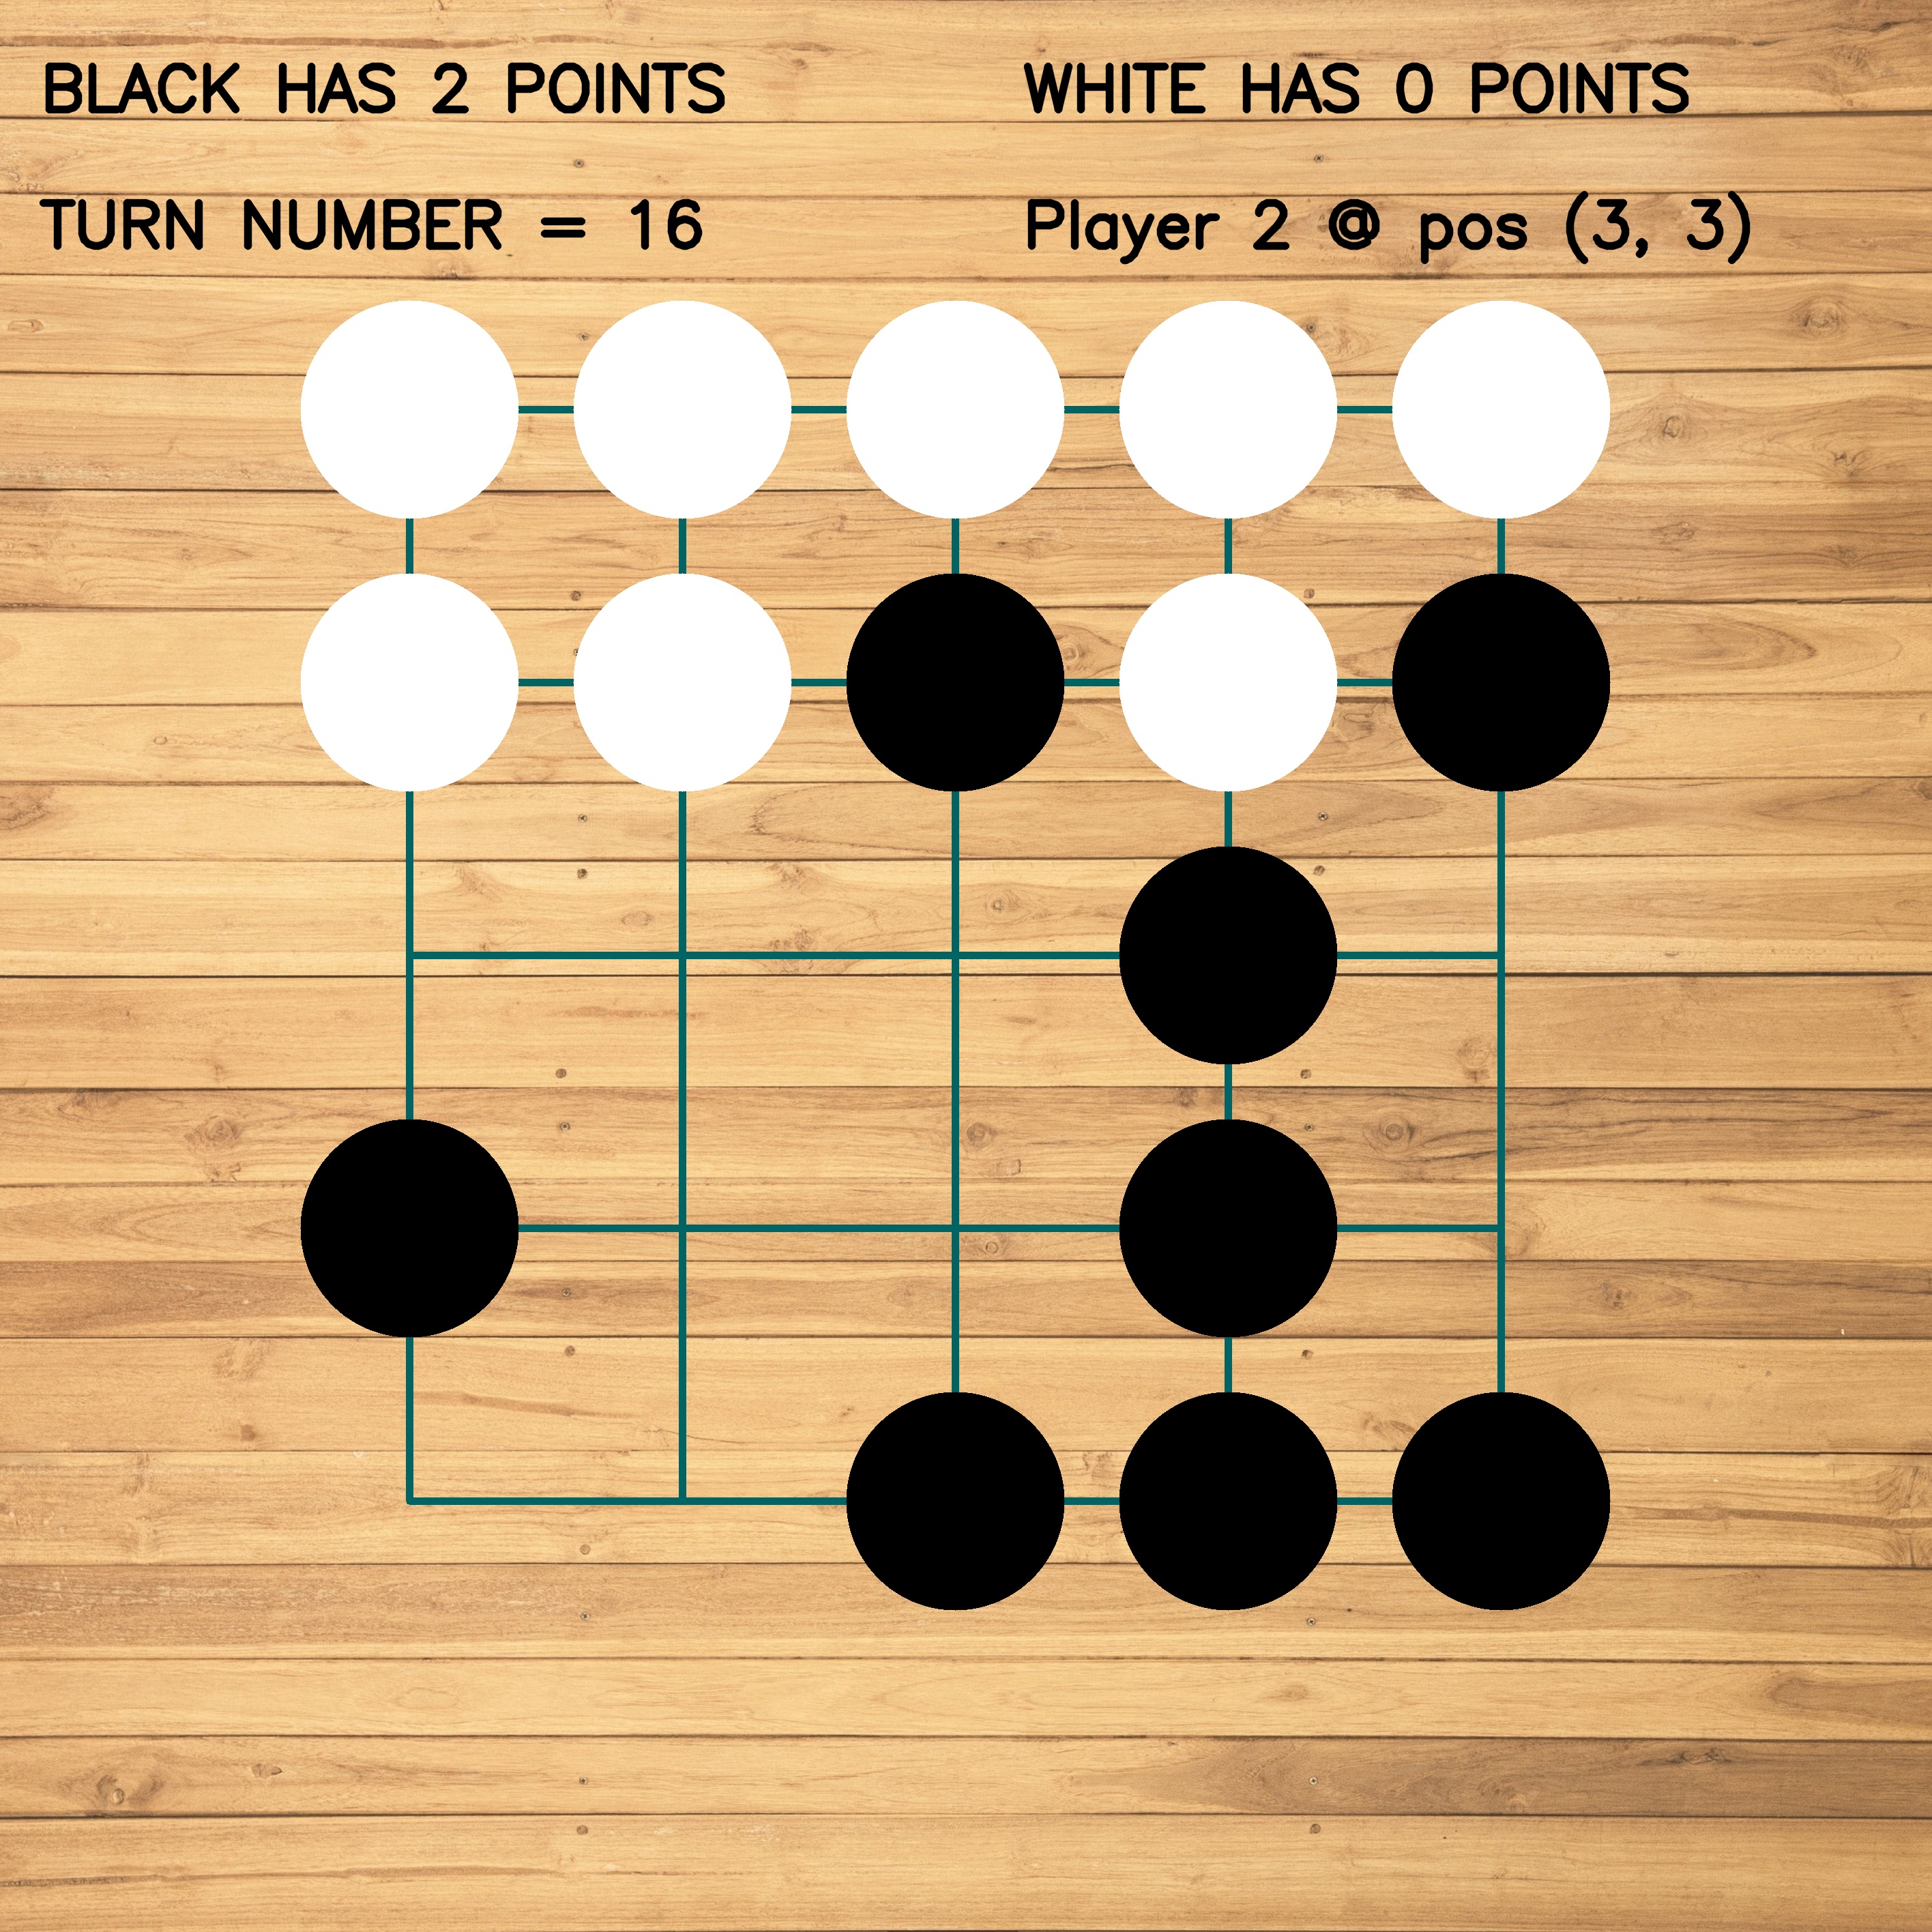 BLACK HAS 2 POINTS
WHITE HAS 0 POINTS
TURN NUMBER = 16
Player 2 @ pos (3, 3)